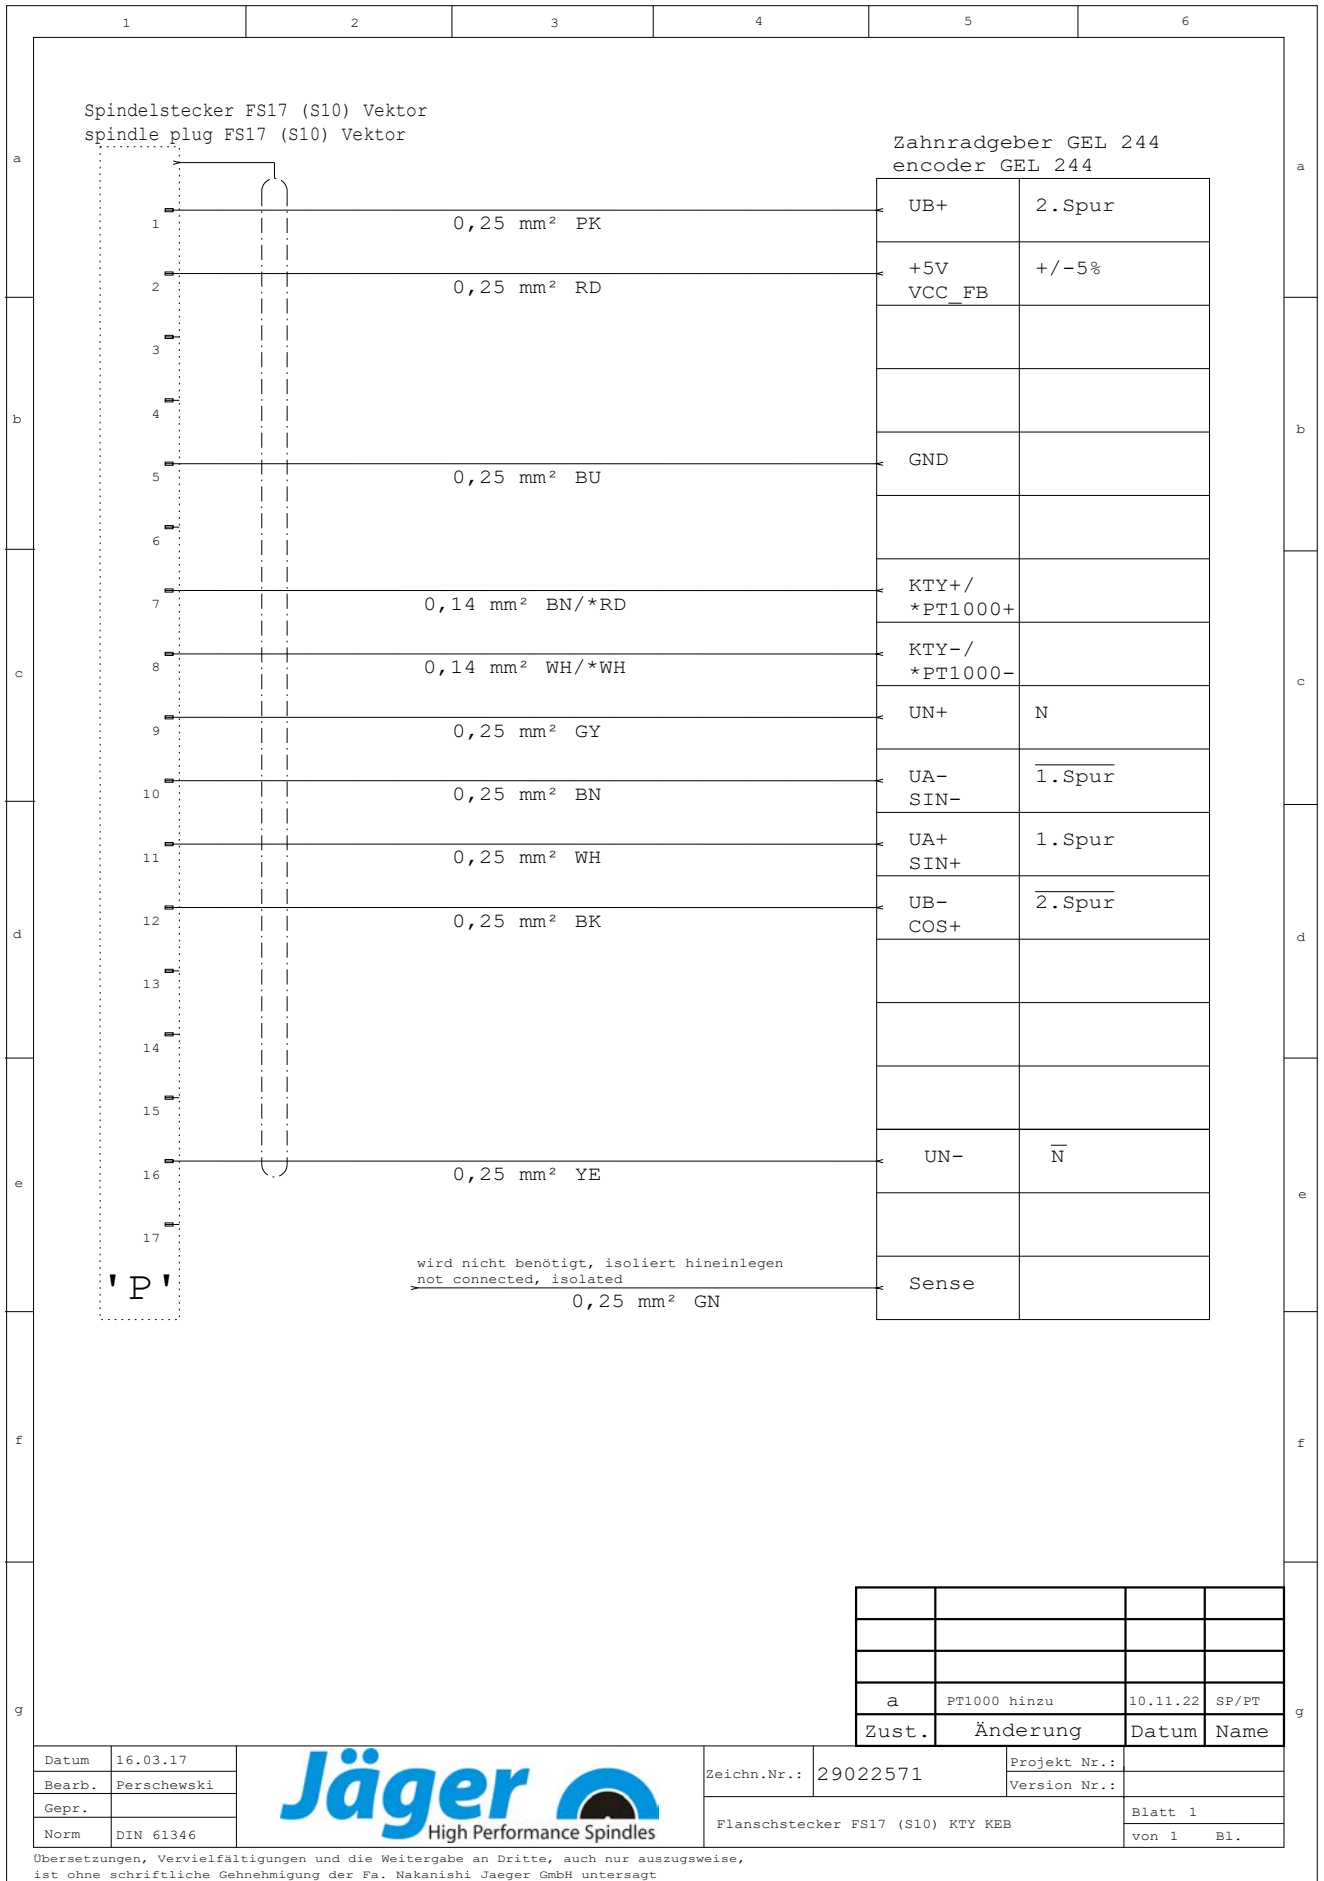 1 2 3 4 5 6
Spindelstecker FS17 (S10) Vektor
spindle plug FS17 (S10) Vektor
Zahnradgeber GEL 244
encoder GEL 244
a a
1 0,25 mm² PK UB+ 2.Spur
2 0,25 mm² RD +5V +/-5%
VCC_FB
3
b b
4
5 0,25 mm² BU GND
6
7 0,14 mm² BN/*RD KTY+/
*PT1000+
c c
8 0,14 mm² WH/*WH KTY-/
*PT1000-
9 0,25 mm² GY UN+ N
10 0,25 mm² BN UA- 1.Spur
SIN-
11 0,25 mm² WH UA+ 1.Spur
SIN+
12 0,25 mm² BK UB- 2.Spur
COS+
d d
13
14
15
16 0,25 mm² YE UN- N
e e
17
'P'
wird nicht benötigt, isoliert hineinlegen
not connected, isolated
0,25 mm² GN Sense
f f
g g
a PT1000 hinzu 10.11.22 SP/PT
Zust. Änderung Datum Name
Datum 16.03.17
Bearb. Perschewski
Gepr.
Norm DIN 61346
Jäger
High Performance Spindles
Zeichn.Nr.: 29022571
Projekt Nr.:
Version Nr.:
Flanschstecker FS17 (S10) KTY KEB
Blatt 1
von 1 Bl.
Übersetzungen, Vervielfältigungen und die Weitergabe an Dritte, auch nur auszugsweise,
ist ohne schriftliche Gehnehmigung der Fa. Nakanishi Jaeger GmbH untersagt